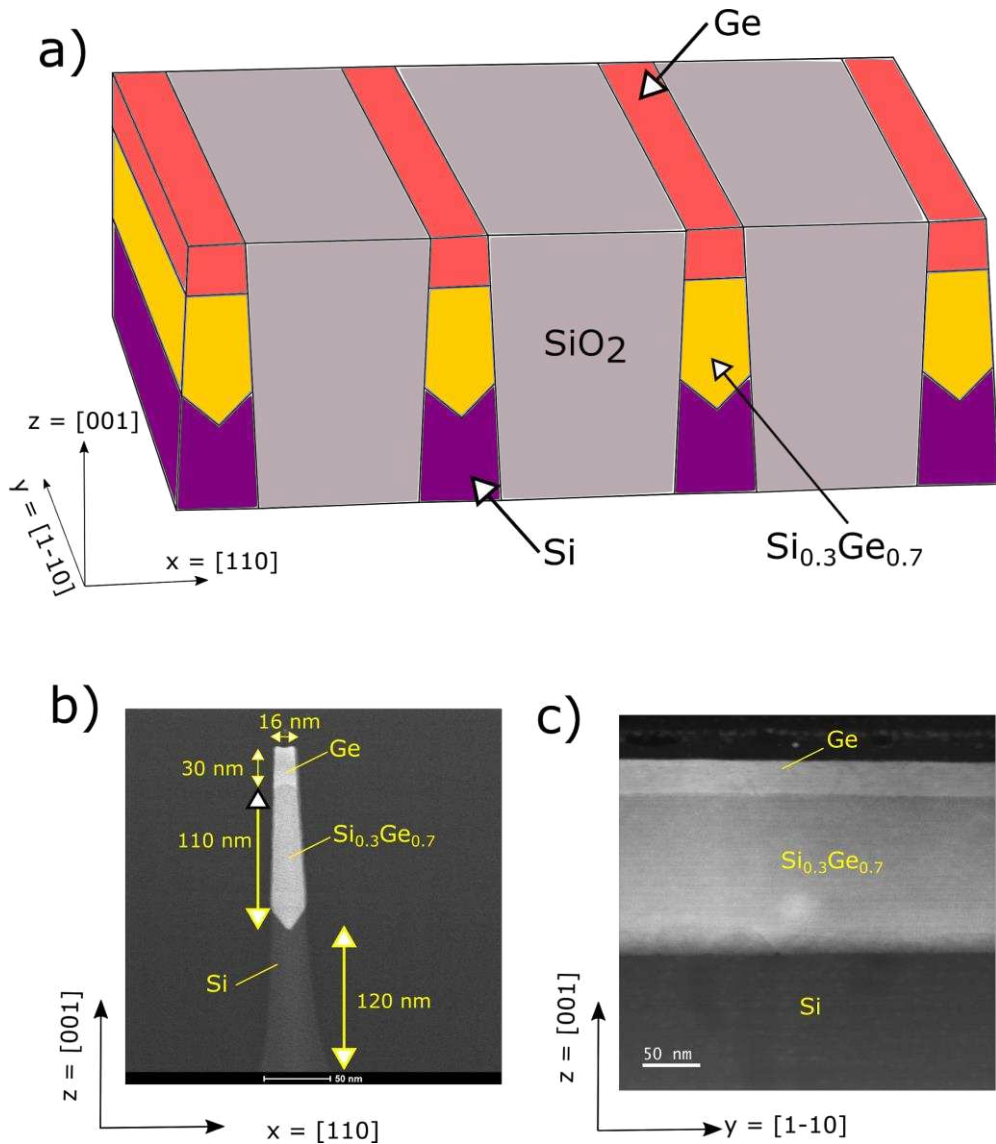 a)
Ge
SiO2
z = [001]
y = [1-10]
x = [110]
Si
Si0.3Ge0.7
b)
16 nm
Ge
30 nm
110 nm
Si0.3Ge0.7
Si
120 nm
50 nm
z = [001]
x = [110]
c)
Ge
Si0.3Ge0.7
Si
50 nm
z = [001]
y = [1-10]